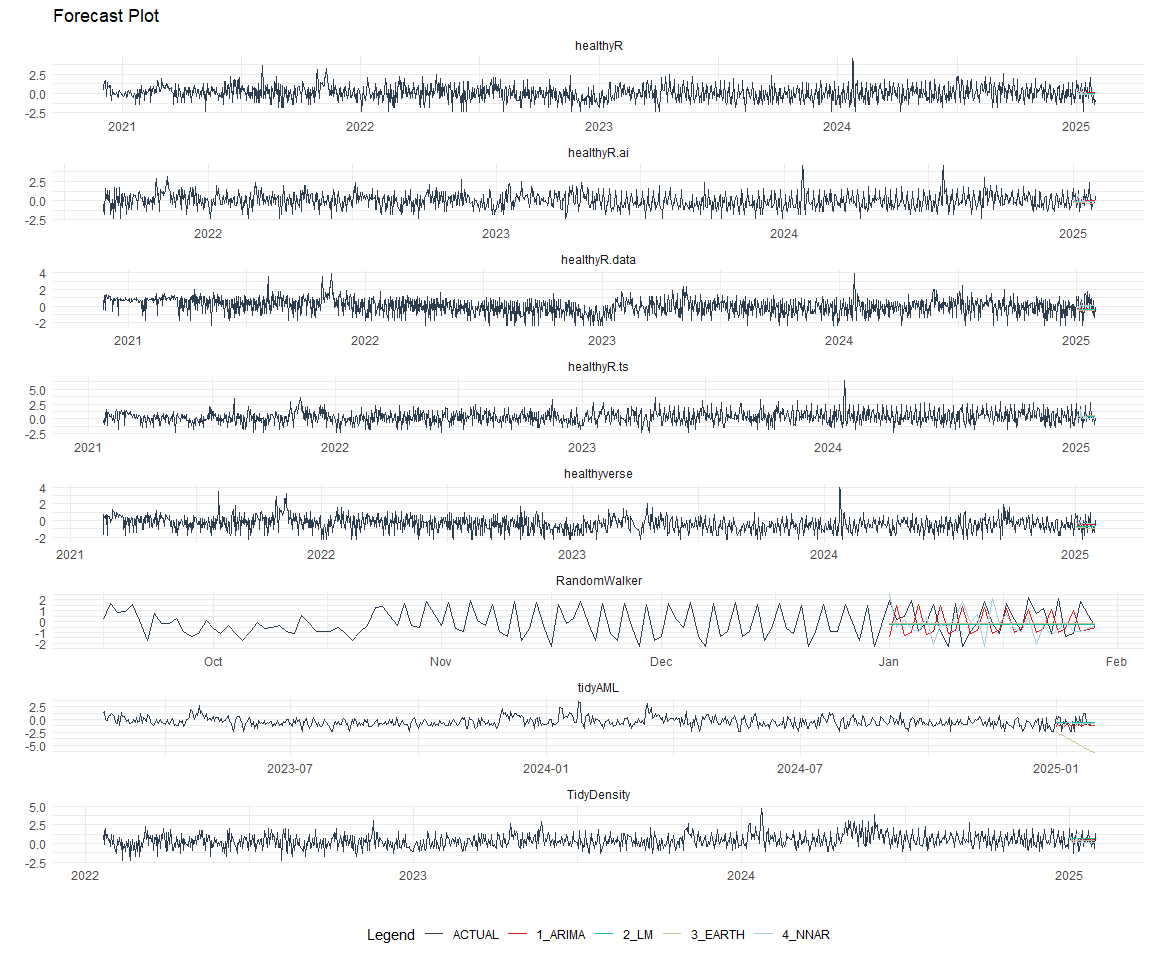 Forecast Plot
healthyR
2.5
0.0
-2.5
2021 2022 2023 2024 2025
healthyR.ai
2.5
0.0
-2.5
2022 2023 2024 2025
healthyR.data
4
2
0
-2
2021 2022 2023 2024 2025
healthyR.ts
5.0
2.5
0.0
-2.5
2021 2022 2023 2024 2025
healthyverse
4
2
0
-2
2021 2022 2023 2024 2025
RandomWalker
2
1
0
-1
-2
Oct Nov Dec Jan Feb
tidyAML
2.5
0.0
-2.5
-5.0
2023-07 2024-01 2024-07 2025-01
TidyDensity
5.0
2.5
0.0
-2.5
2022 2023 2024 2025
Legend ACTUAL 1_ARIMA 2_LM 3_EARTH 4_NNAR